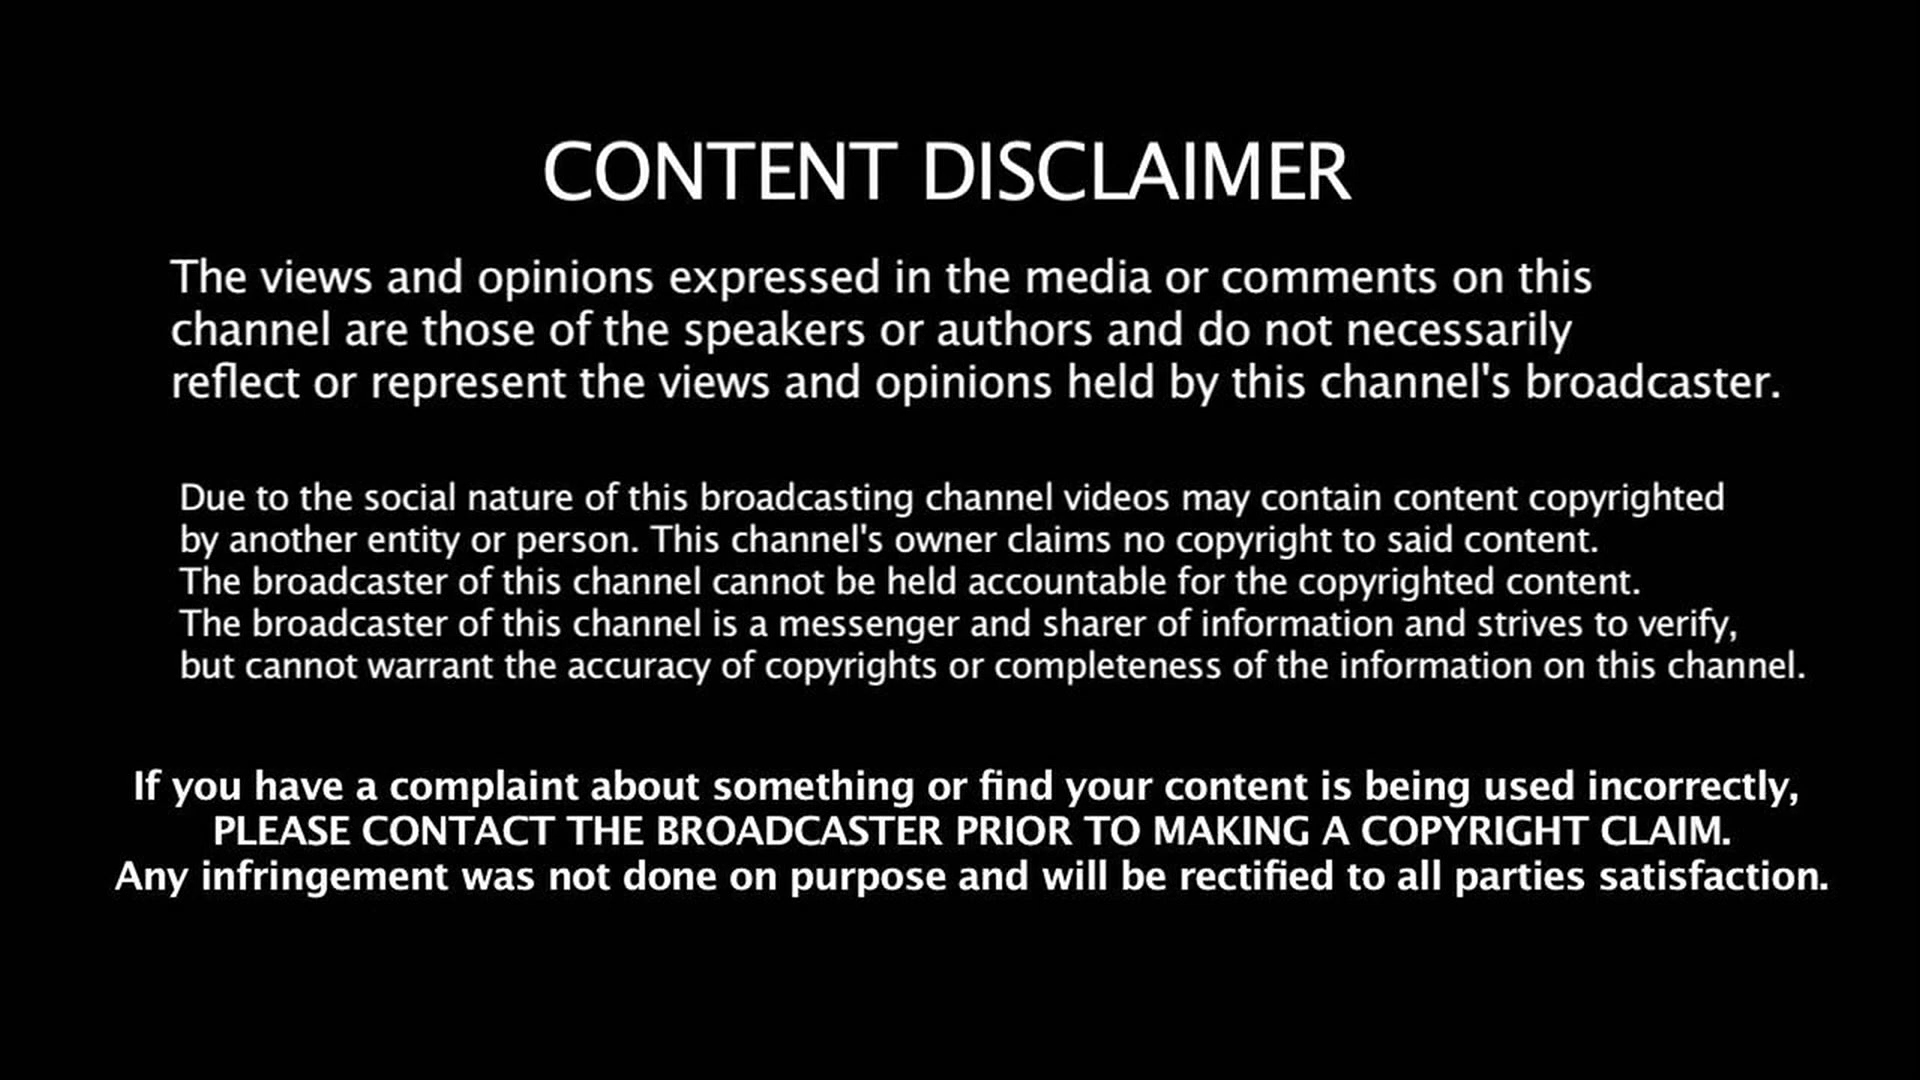 CONTENT DISCLAIMER
The views and opinions expressed in the media or comments on this
channel are those of the speakers or authors and do not necessarily
reflect or represent the views and opinions held by this channel's broadcaster.
Due to the social nature of this broadcasting channel videos may contain content copyrighted
by another entity or person. This channel's owner claims no copyright to said content.
The broadcaster of this channel cannot be held accountable for the copyrighted content.
The broadcaster of this channel is a messenger and sharer of information and strives to verify,
but cannot warrant the accuracy of copyrights or completeness of the information on this channel.
If you have a complaint about something or find your content is being used incorrectly,
PLEASE CONTACT THE BROADCASTER PRIOR TO MAKING A COPYRIGHT CLAIM.
Any infringement was not done on purpose and will be rectified to all parties satisfaction.